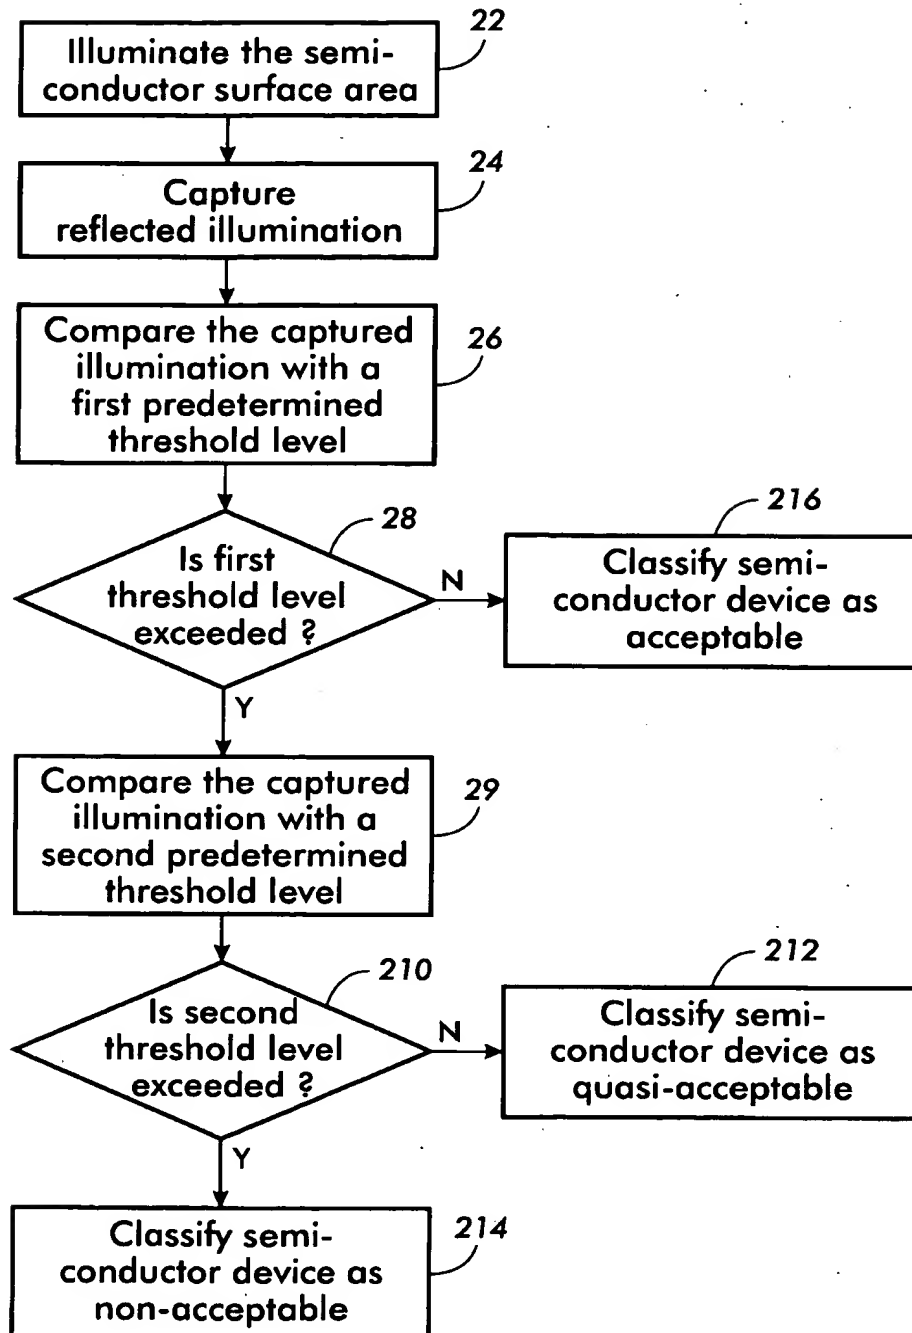 22
Illuminate the semi-
conductor surface area
24
Capture
reflected illumination
26
Compare the captured
illumination with a
first predetermined
threshold level
28
Is first
threshold level
exceeded ?
N
216
Classify semi-
conductor device as
acceptable
Y
29
Compare the captured
illumination with a
second predetermined
threshold level
210
Is second
threshold level
exceeded ?
N
212
Classify semi-
conductor device as
quasi-acceptable
Y
214
Classify semi-
conductor device as
non-acceptable